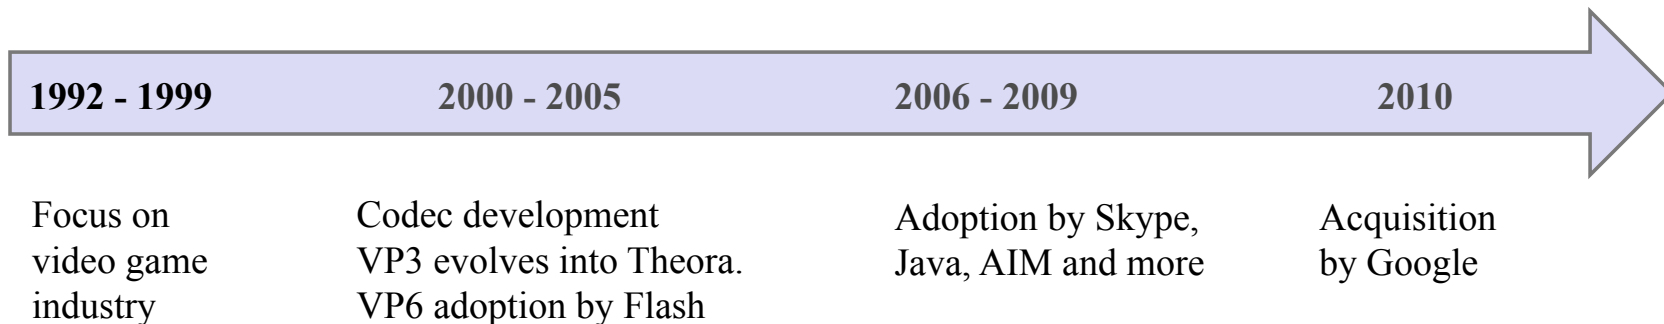 1992 - 1999
2000 - 2005
2006 - 2009
2010
Focus on
video game
industry
Codec development
VP3 evolves into Theora.
VP6 adoption by Flash
Adoption by Skype,
Java, AIM and more
Acquisition
by Google